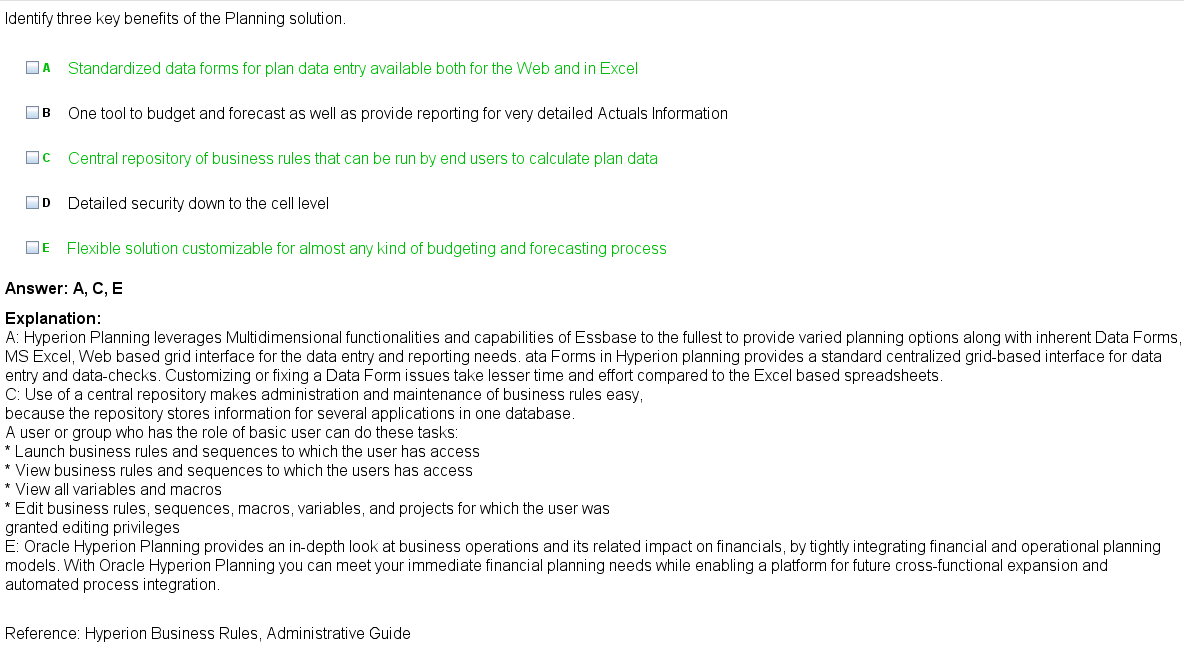 Identify three key benefits of the Planning solution.
A Standardized data forms for plan data entry available both for the Web and in Excel
B One tool to budget and forecast as well as provide reporting for very detailed Actuals Information
C Central repository of business rules that can be run by end users to calculate plan data
D Detailed security down to the cell level
E Flexible solution customizable for almost any kind of budgeting and forecasting process
Answer: A, C, E
Explanation:
A: Hyperion Planning leverages Multidimensional functionalities and capabilities of Essbase to the fullest to provide varied planning options along with inherent Data Forms,
MS Excel, Web based grid interface for the data entry and reporting needs. ata Forms in Hyperion planning provides a standard centralized grid-based interface for data
entry and data-checks. Customizing or fixing a Data Form issues take lesser time and effort compared to the Excel based spreadsheets.
C: Use of a central repository makes administration and maintenance of business rules easy,
because the repository stores information for several applications in one database.
A user or group who has the role of basic user can do these tasks:
* Launch business rules and sequences to which the user has access
* View business rules and sequences to which the users has access
* View all variables and macros
* Edit business rules, sequences, macros, variables, and projects for which the user was
granted editing privileges
E: Oracle Hyperion Planning provides an in-depth look at business operations and its related impact on financials, by tightly integrating financial and operational planning
models. With Oracle Hyperion Planning you can meet your immediate financial planning needs while enabling a platform for future cross-functional expansion and
automated process integration.
Reference: Hyperion Business Rules, Administrative Guide